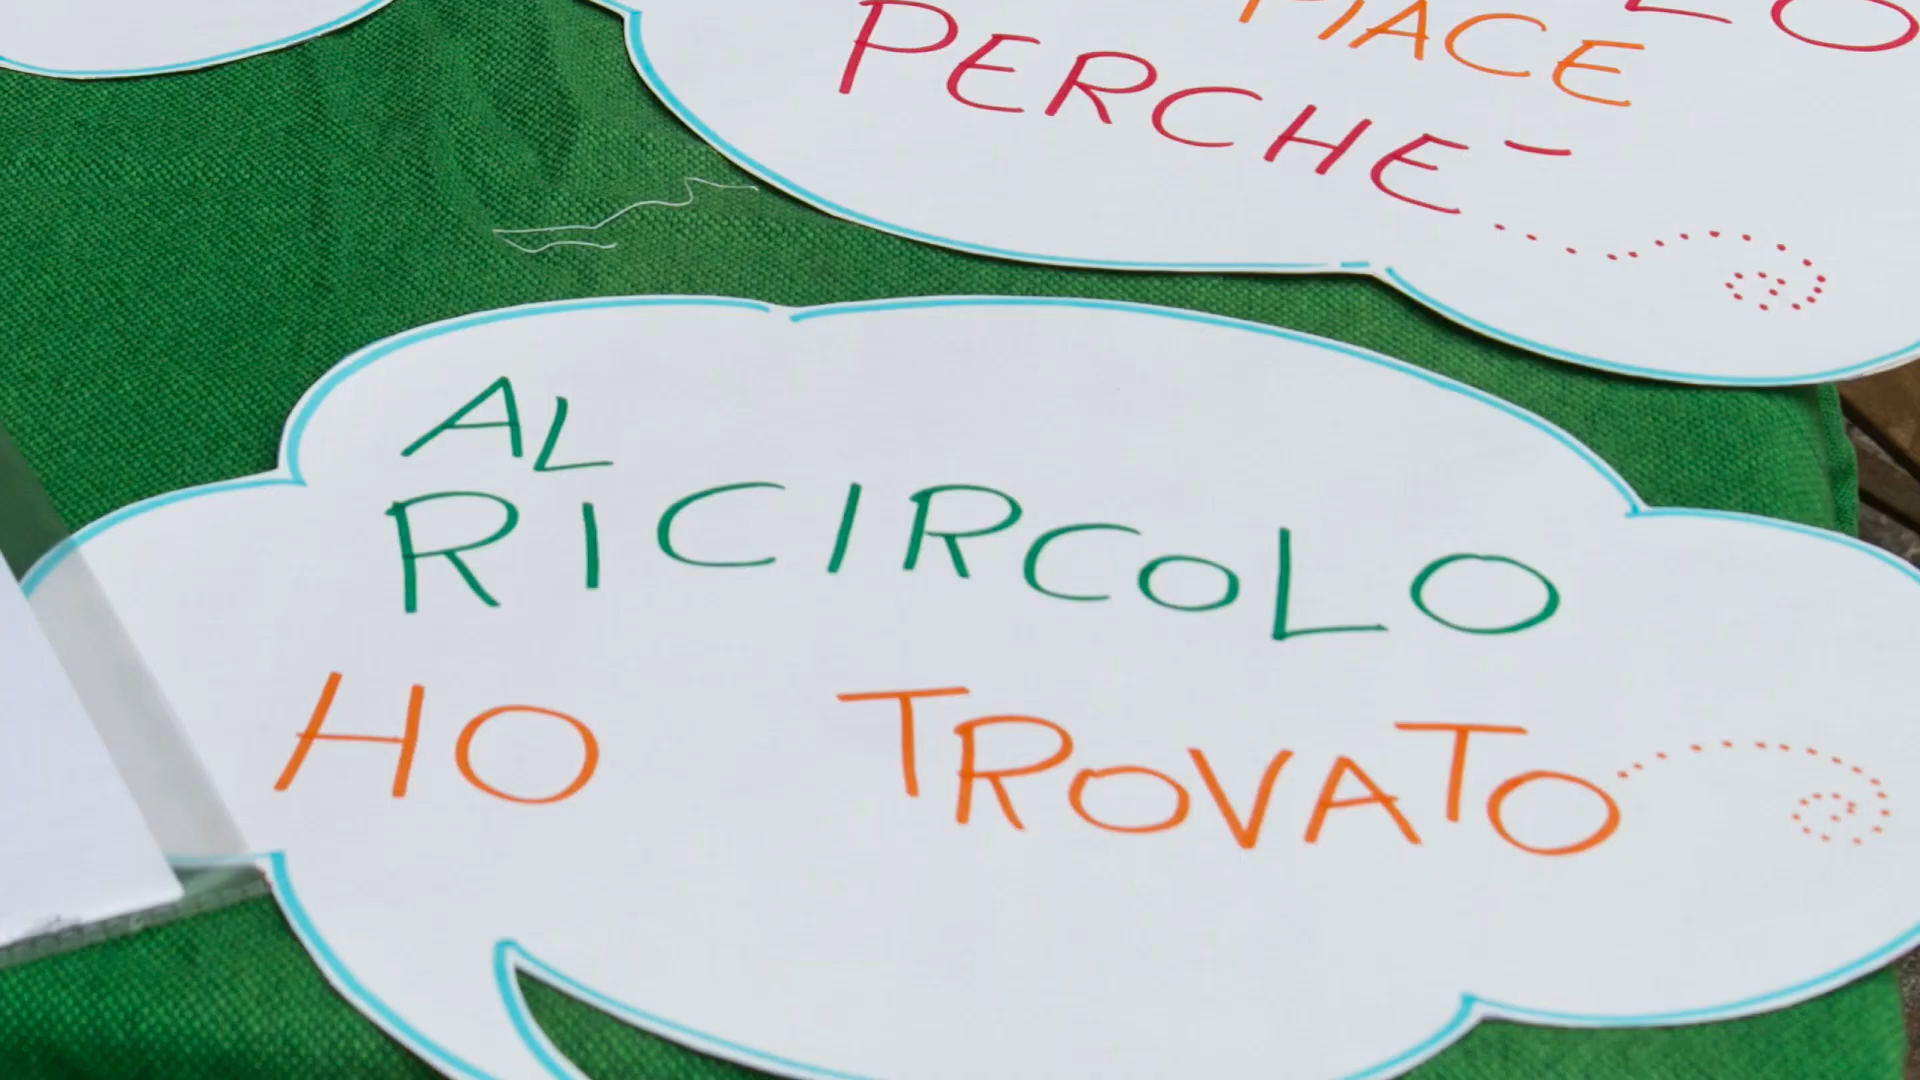 PIACE
PERCHE-
AL
RICIRCOLO
HO TROVATO